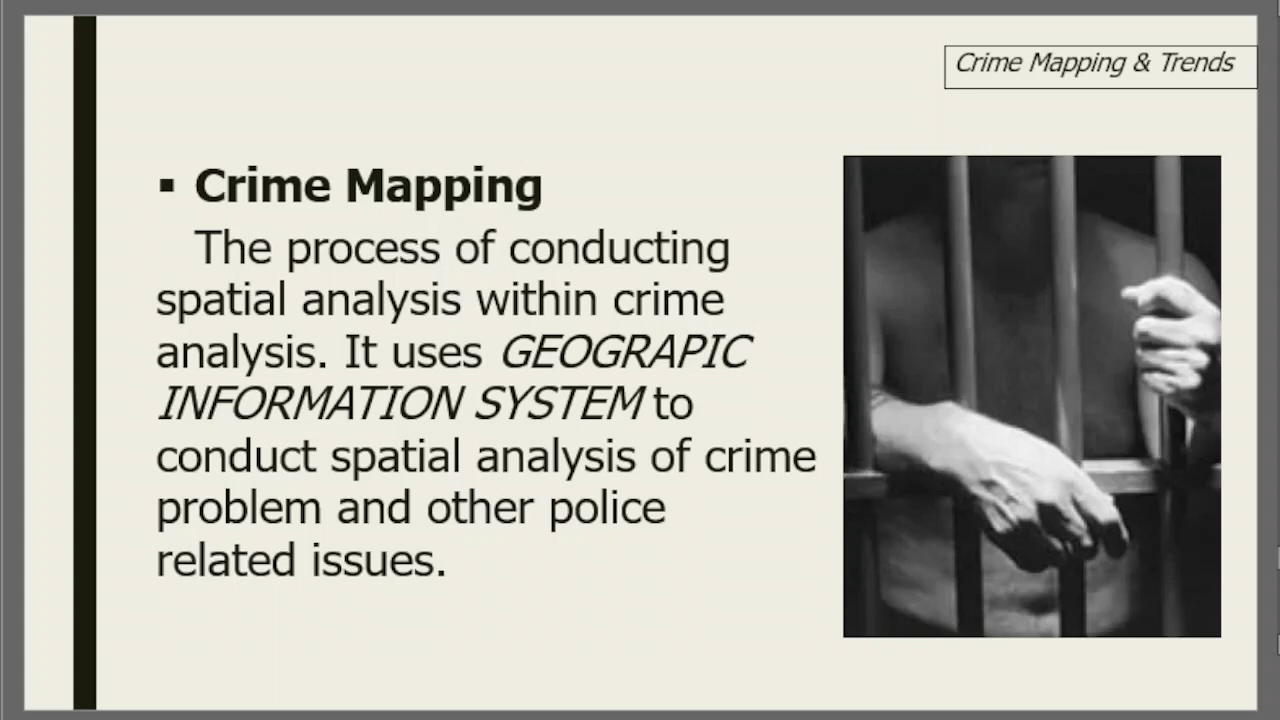 Crime Mapping & Trends
▪ Crime Mapping
The process of conducting
spatial analysis within crime
analysis. It uses GEOGRAPIC
INFORMATION SYSTEM to
conduct spatial analysis of crime
problem and other police
related issues.